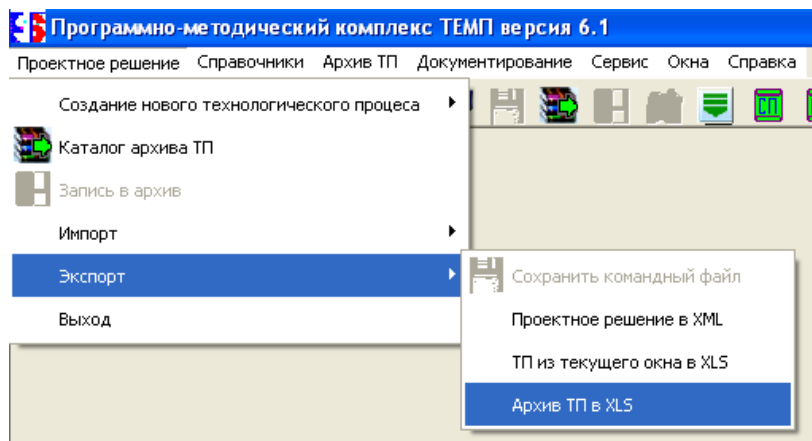 Программно-методический комплекс ТЕМП версия 6.1
Проектное решение Справочники Архив ТП Документирование Сервис Окна Справка
Создание нового технологического процеса
СП
Каталог архива ТП
Запись в архив
Импорт
Экспорт
Сохранить командный файл
Выход
Проектное решение в XML
ТП из текущего окна в XLS
Архив ТП в XLS